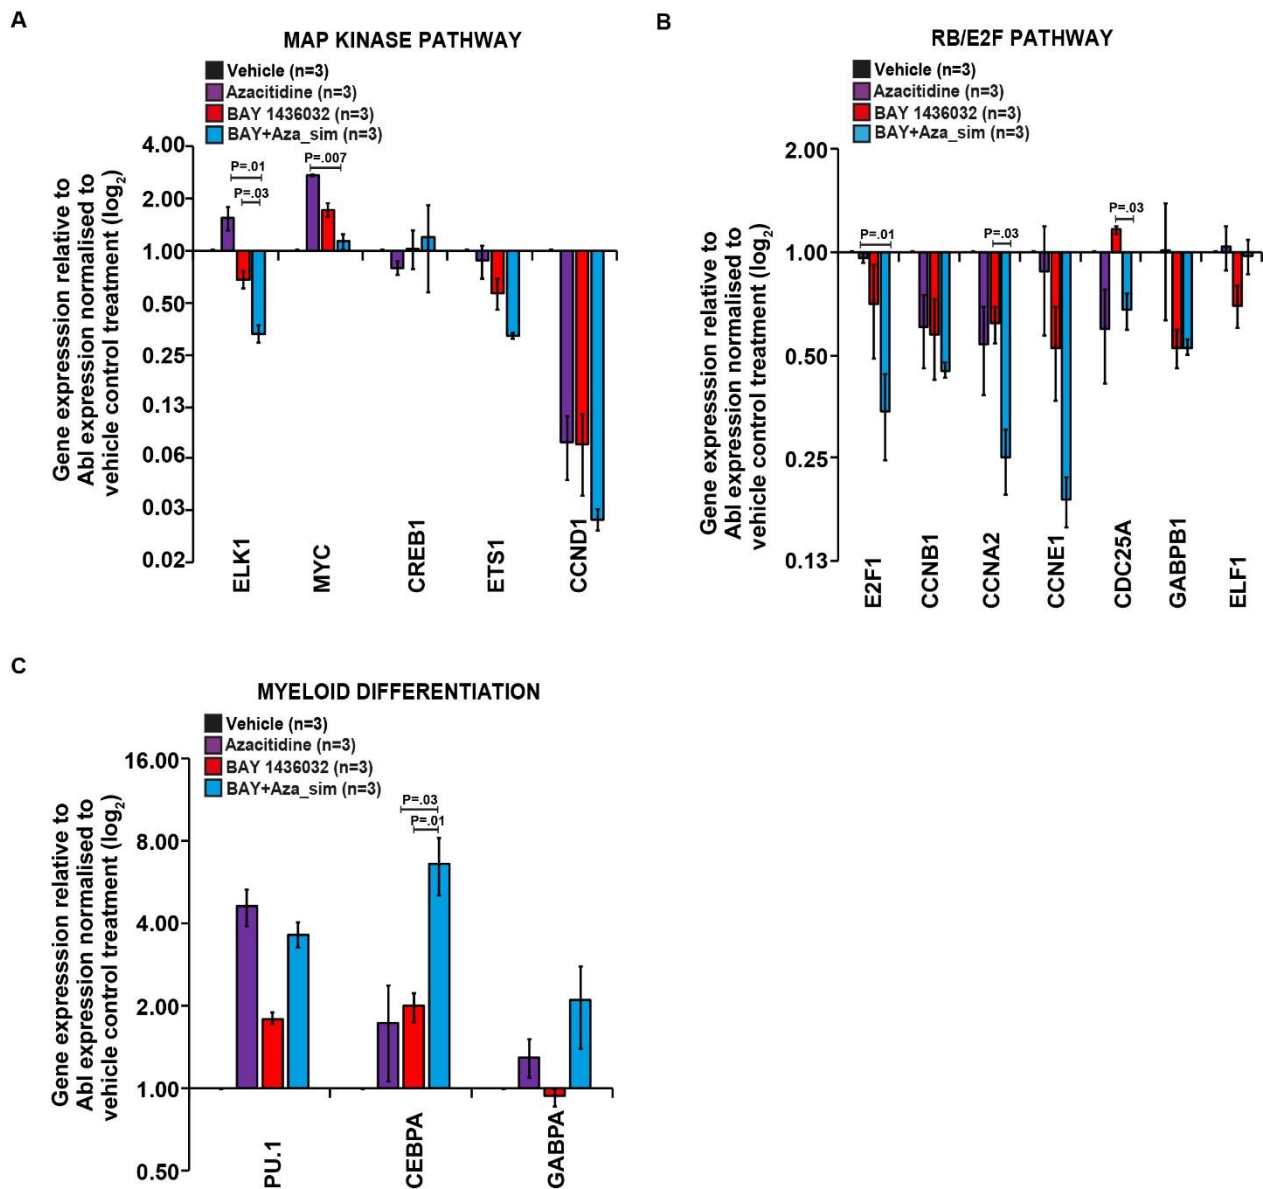 A
MAP KINASE PATHWAY
Vehicle (n=3)
Azacitidine (n=3)
BAY 1436032 (n=3)
BAY+Aza_sim (n=3)
Gene expresssion relative to
Abl expression normalised to
vehicle control treatment (log2)
4.00
2.00
1.00
0.50
0.25
0.13
0.06
0.03
0.02
P=.01
P=.03
P=.007
ELK1
MYC
CREB1
ETS1
CCND1
B
RB/E2F PATHWAY
Vehicle (n=3)
Azacitidine (n=3)
BAY 1436032 (n=3)
BAY+Aza_sim (n=3)
Gene expresssion relative to
Abl expression normalised to
vehicle control treatment (log2)
2.00
1.00
0.50
0.25
0.13
P=.01
P=.03
P=.03
E2F1
CCNB1
CCNA2
CCNE1
CDC25A
GABPB1
ELF1
C
MYELOID DIFFERENTIATION
Vehicle (n=3)
Azacitidine (n=3)
BAY 1436032 (n=3)
BAY+Aza_sim (n=3)
Gene expresssion relative to
Abl expression normalised to
vehicle control treatment (log2)
16.00
8.00
4.00
2.00
1.00
0.50
P=.03
P=.01
PU.1
CEBPA
GABPA